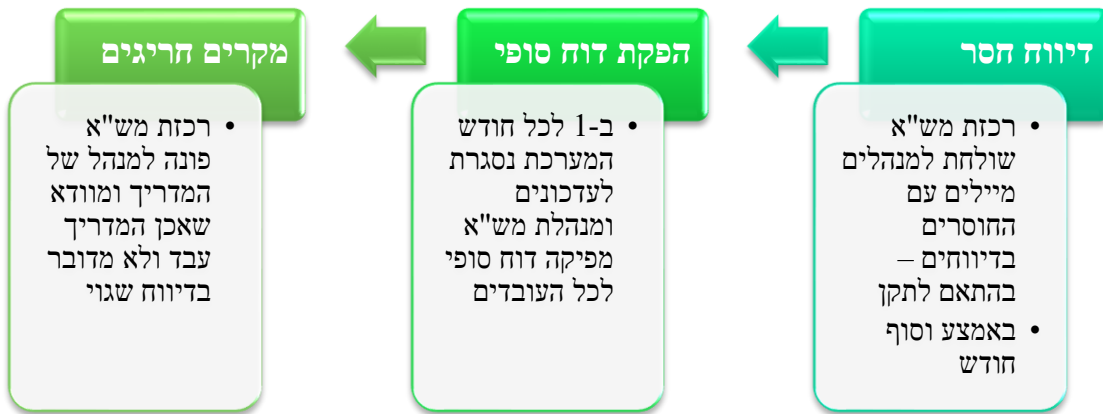 דיווח חסר
• רכזת מש"א
שולחת למנהלים
מיילים עם
החוסרים
בדיווחים –
בהתאם לתקן
• באמצע וסוף
חודש
הפקת דוח סופי
• ב-1 לכל חודש
המערכת נסגרת
לעדכונים
ומנהלת מש"א
מפיקה דוח סופי
לכל העובדים
מקרים חריגים
• רכזת מש"א
פונה למנהל של
המדריך ומוודא
שאכן המדריך
עבד ולא מדובר
בדיווח שגוי